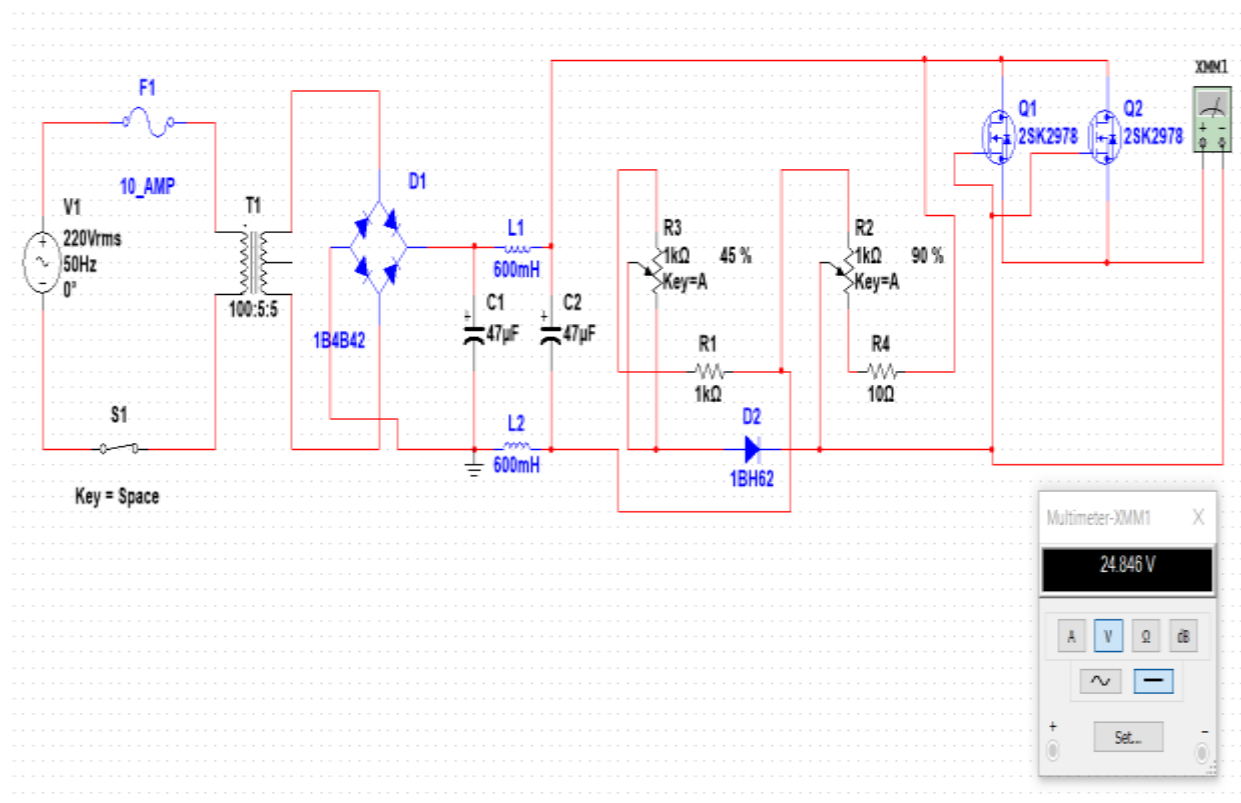 F1
10_AMP
V1
220Vrms
50Hz
0°
T1
100:5:5
S1
Key = Space
D1
1B4B42
L1
600mH
C1
47µF
C2
47µF
L2
600mH
R3
1kΩ
45 %
Key=A
R2
1kΩ
90 %
Key=A
R1
1kΩ
R4
10Ω
D2
1BH62
Q1
2SK2978
Q2
2SK2978
XMM1
+ −
Multimeter-XMM1 X
24.846 V
A V Ω dB
+ Set... −